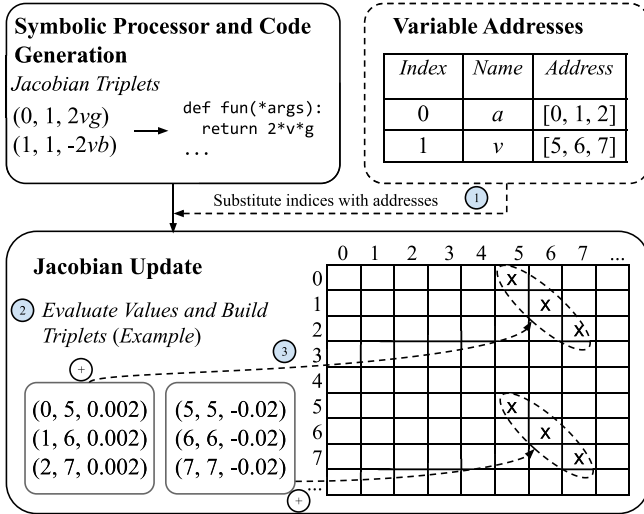 Symbolic Processor and Code
Generation
Jacobian Triplets
(0, 1, 2vg)
(1, 1, -2vb)
def fun(*args):
return 2*v*g
...
Variable Addresses
Index Name Address
0 a [0, 1, 2]
1 v [5, 6, 7]
Substitute indices with addresses
1
Jacobian Update
2 Evaluate Values and Build
Triplets (Example)
3
+
(0, 5, 0.002)
(1, 6, 0.002)
(2, 7, 0.002)
(5, 5, -0.02)
(6, 6, -0.02)
(7, 7, -0.02)
+
0 1 2 3 4 5 6 7 ...
0 x
1 x
2 x
3
4
5 x
6 x
7 x
...